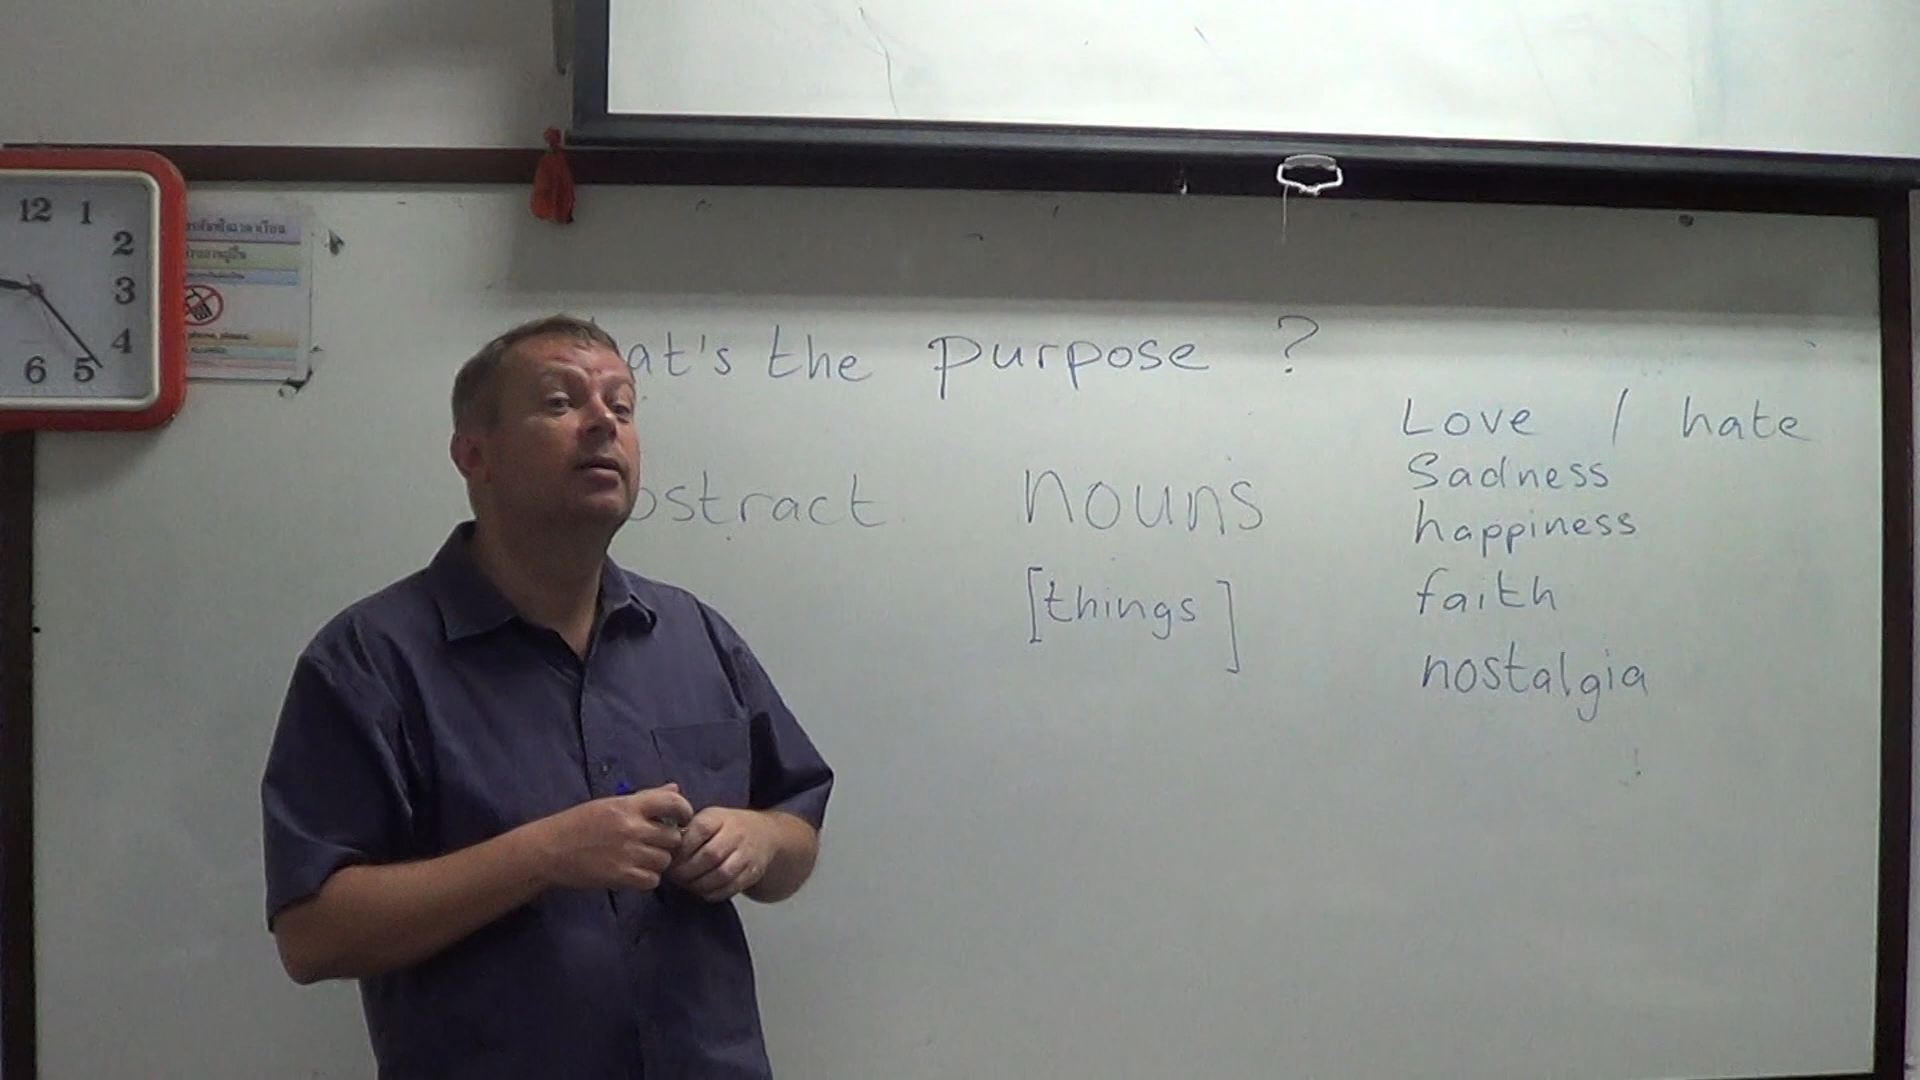 12 1
2
3
4
6 5
at's the purpose ?
Love / hate
Sadness
ostract nouns
happiness
[things]
faith
nostalgia